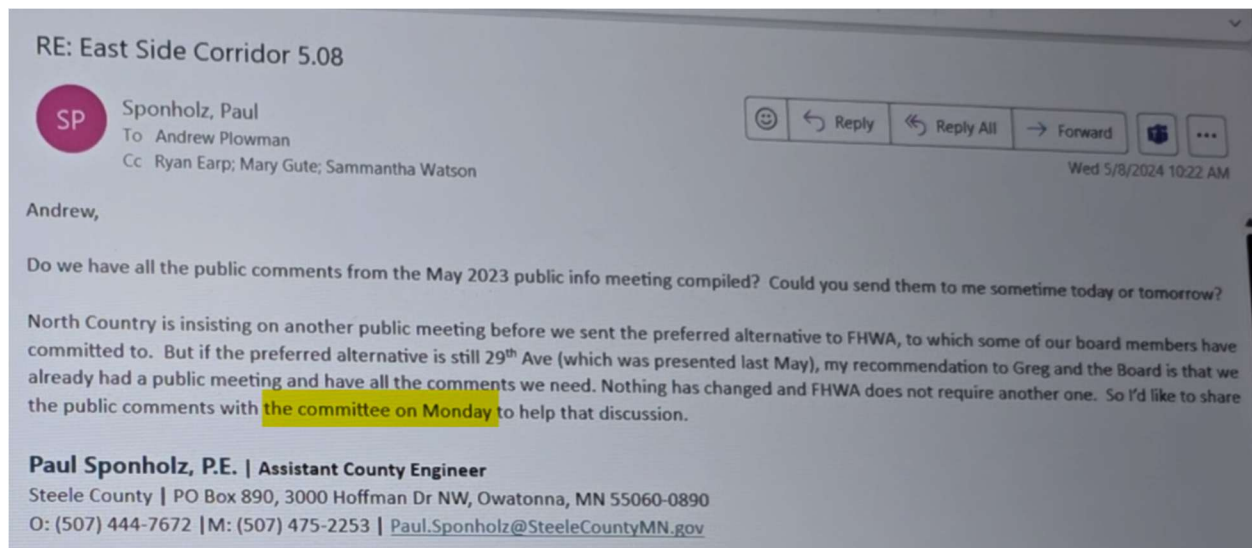 RE: East Side Corridor 5.08
SP
Sponholz, Paul
To Andrew Plowman
Cc Ryan Earp; Mary Gute; Sammantha Watson
Reply
Reply All
Forward
Wed 5/8/2024 10:22 AM
Andrew,
Do we have all the public comments from the May 2023 public info meeting compiled? Could you send them to me sometime today or tomorrow?
North Country is insisting on another public meeting before we sent the preferred alternative to FHWA, to which some of our board members have
committed to. But if the preferred alternative is still 29th Ave (which was presented last May), my recommendation to Greg and the Board is that we
already had a public meeting and have all the comments we need. Nothing has changed and FHWA does not require another one. So I'd like to share
the public comments with the committee on Monday to help that discussion.
Paul Sponholz, P.E. | Assistant County Engineer
Steele County | PO Box 890, 3000 Hoffman Dr NW, Owatonna, MN 55060-0890
O: (507) 444-7672 |M: (507) 475-2253 | Paul.Sponholz@SteeleCountyMN.gov